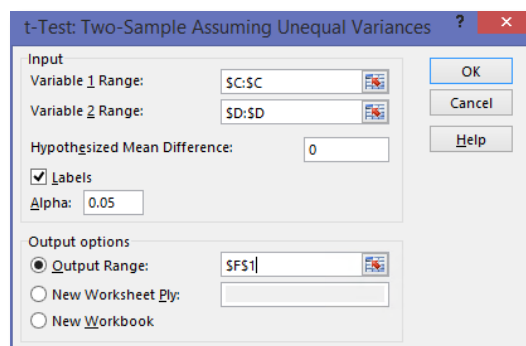 t-Test: Two-Sample Assuming Unequal Variances ? ×
Input
Variable 1 Range: $C:$C OK
Variable 2 Range: $D:$D Cancel
Hypothesized Mean Difference: 0 Help
Labels
Alpha: 0.05
Output options
Output Range: $F$1
New Worksheet Ply:
New Workbook